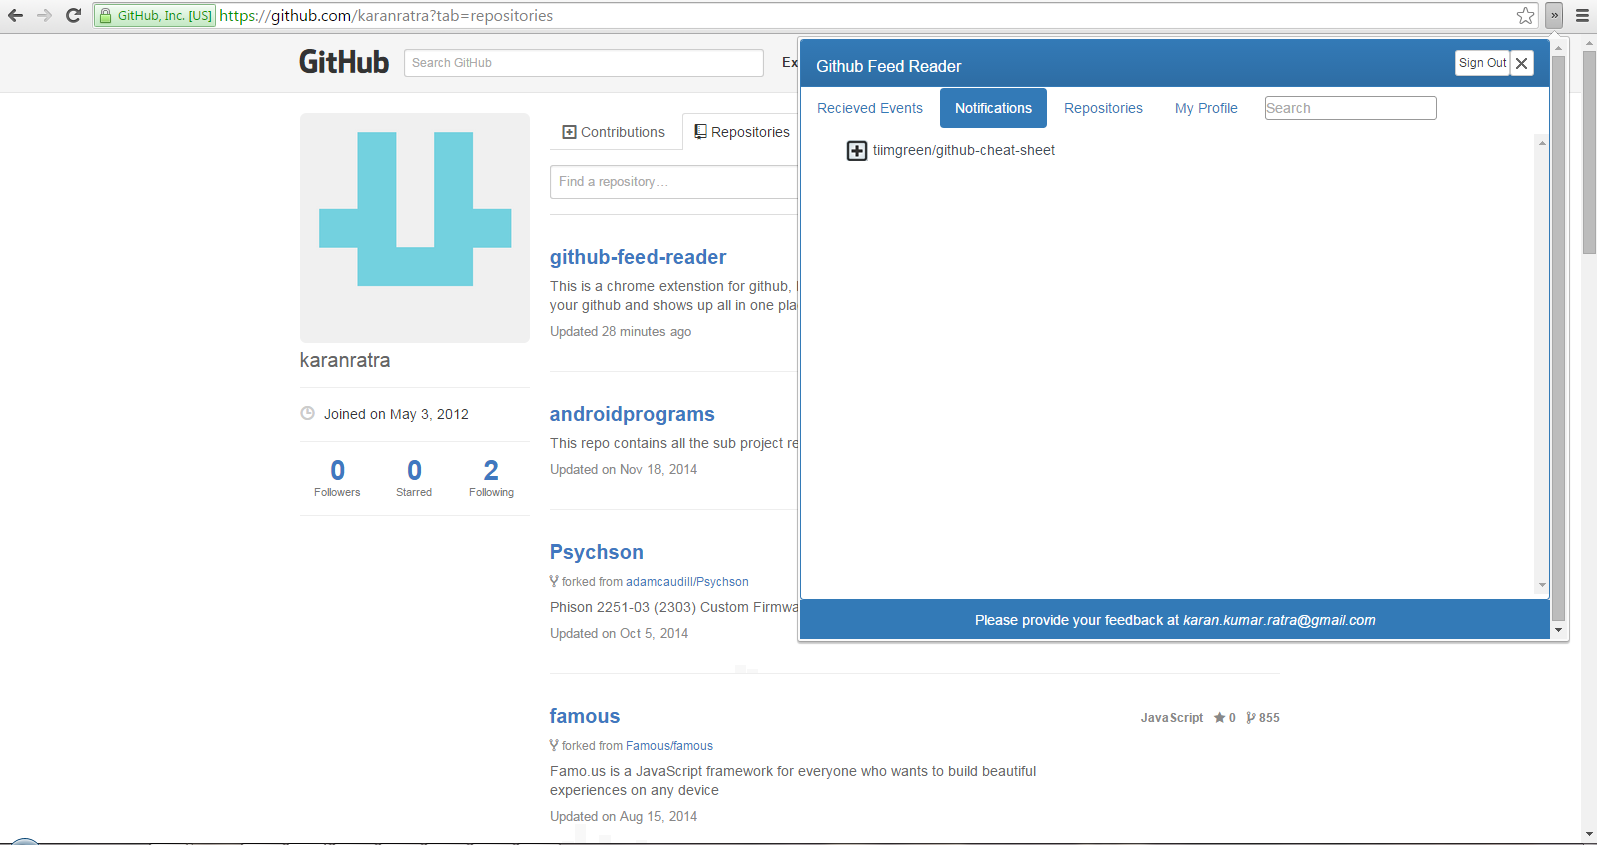 GitHub, Inc. [US] https://github.com/karanratra?tab=repositories
GitHub
Search GitHub
Ex
Contributions
Repositories
Find a repository...
karanratra
Joined on May 3, 2012
0
Followers
0
Starred
2
Following
github-feed-reader
This is a chrome extenstion for github,
your github and shows up all in one pla
Updated 28 minutes ago
androidprograms
This repo contains all the sub project re
Updated on Nov 18, 2014
Psychson
forked from adamcaudill/Psychson
Phison 2251-03 (2303) Custom Firmwa
Updated on Oct 5, 2014
famous
JavaScript 0 855
forked from Famous/famous
Famo.us is a JavaScript framework for everyone who wants to build beautiful
experiences on any device
Updated on Aug 15, 2014
Github Feed Reader
Sign Out
Recieved Events
Notifications
Repositories
My Profile
Search
tiimgreen/github-cheat-sheet
Please provide your feedback at karan.kumar.ratra@gmail.com